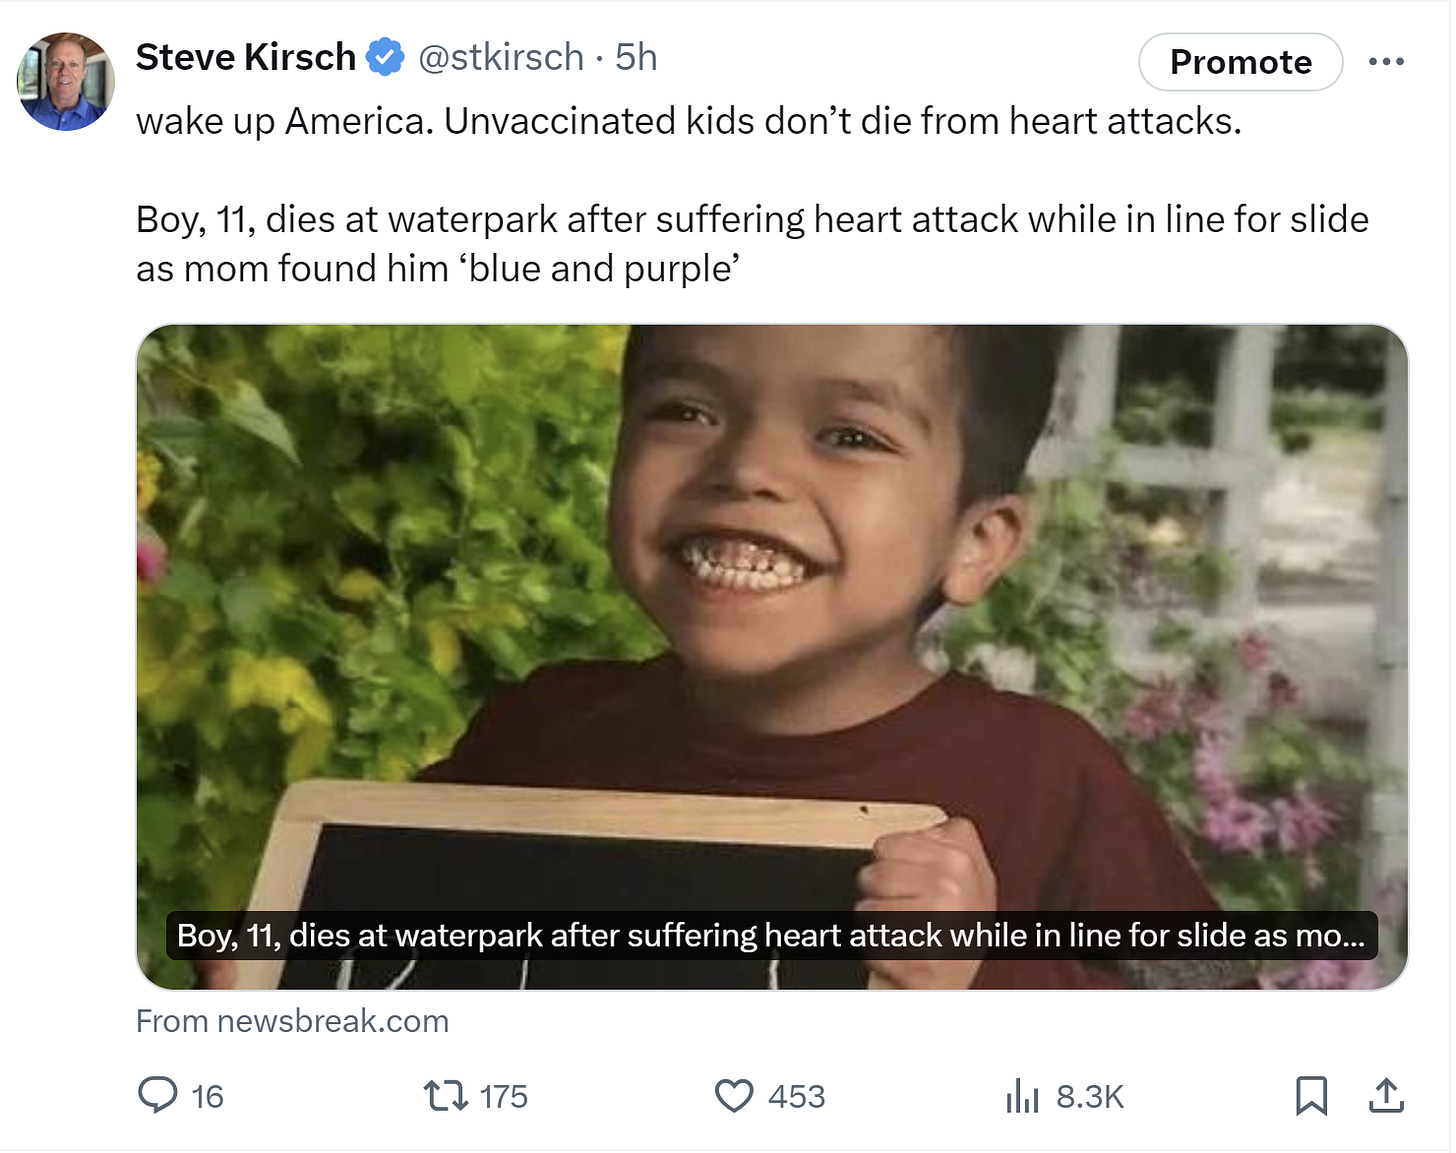 Steve Kirsch @stkirsch · 5h
Promote
wake up America. Unvaccinated kids don’t die from heart attacks.
Boy, 11, dies at waterpark after suffering heart attack while in line for slide
as mom found him ‘blue and purple’
Boy, 11, dies at waterpark after suffering heart attack while in line for slide as mo...
From newsbreak.com
16 175 453 8.3K